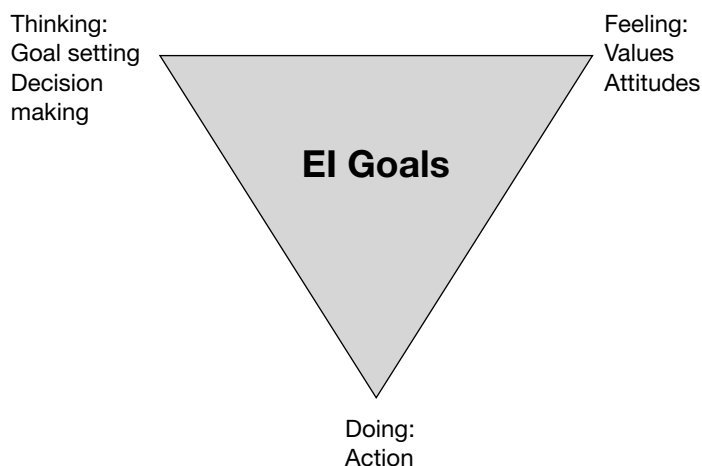 Thinking:
Goal setting
Decision
making
Feeling:
Values
Attitudes
EI Goals
Doing:
Action